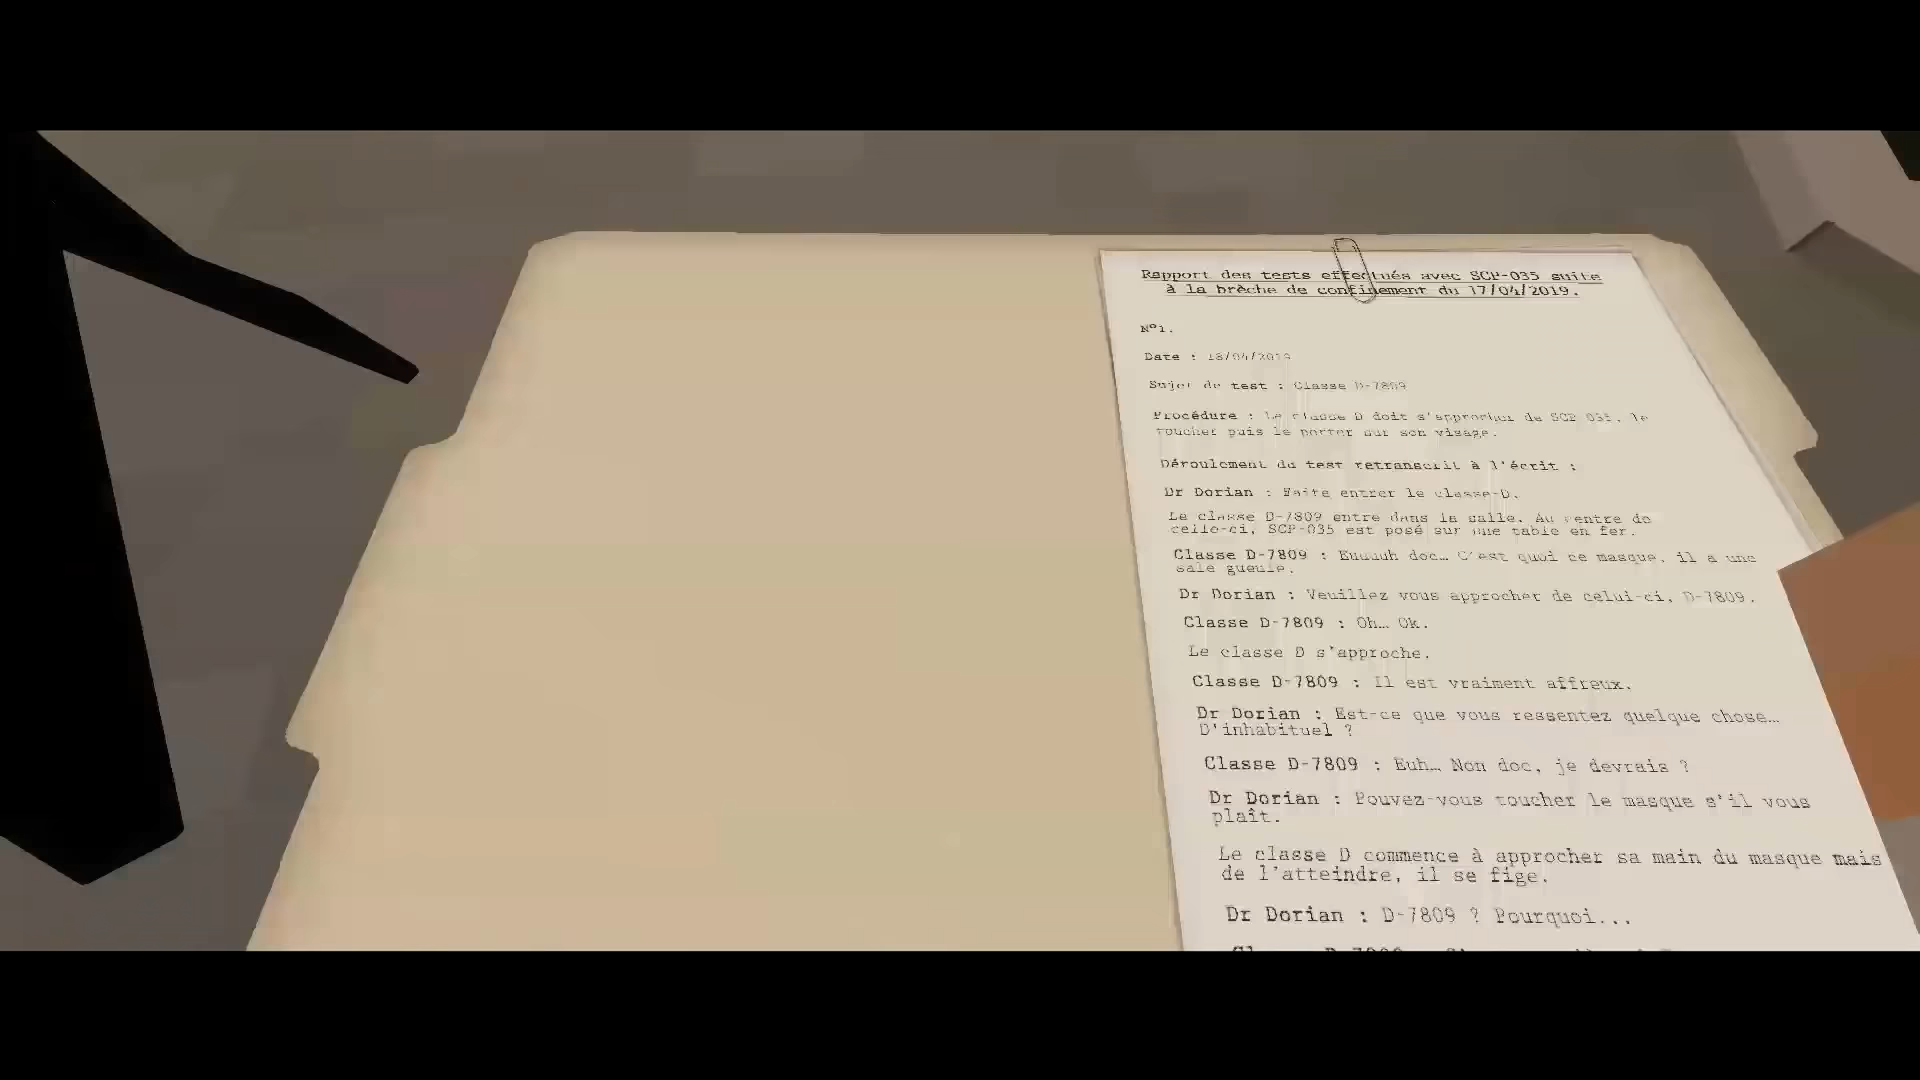 Rapport des tests effectués avec SCP-035 suite
à la brèche de confinement du 17/04/2019.
N°1.
Date : 18/04/2019
Sujet de test : Classe D-7809
Procédure : Le classe D doit s'approcher de SCP-035, le
toucher puis le porter sur son visage.
Déroulement du test retranscrit à l'écrit :
Dr Dorian : Faite entrer le classe-D.
Le classe D-7809 entre dans la salle. Au centre de
celle-ci, SCP-035 est posé sur une table en fer.
Classe D-7809 : Euuuuh doc… C'est quoi ce masque, il a une
sale gueule.
Dr Dorian : Veuillez vous approcher de celui-ci, D-7809.
Classe D-7809 : Oh… Ok.
Le classe D s'approche.
Classe D-7809 : Il est vraiment affreux.
Dr Dorian : Est-ce que vous ressentez quelque chose…
D'inhabituel ?
Classe D-7809 : Euh… Non doc, je devrais ?
Dr Dorian : Pouvez-vous toucher le masque s'il vous
plaît.
Le classe D commence à approcher sa main du masque mais
de l'atteindre, il se fige.
Dr Dorian : D-7809 ? Pourquoi...